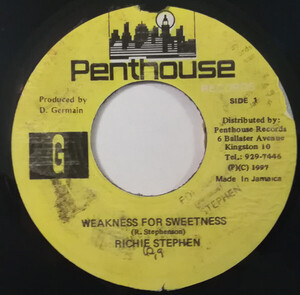 Penthouse
Produced by
D. Germain
SIDE 1
Distributed by:
Penthouse Records
6 Ballater Avenue
Kingston 10
Tel,: 929-7446
(P)(C) 1997
Made in Jamaica
G
STEPHEN
WEAKNESS FOR SWEETNESS
(R. Stephenson)
RICHIE STEPHEN